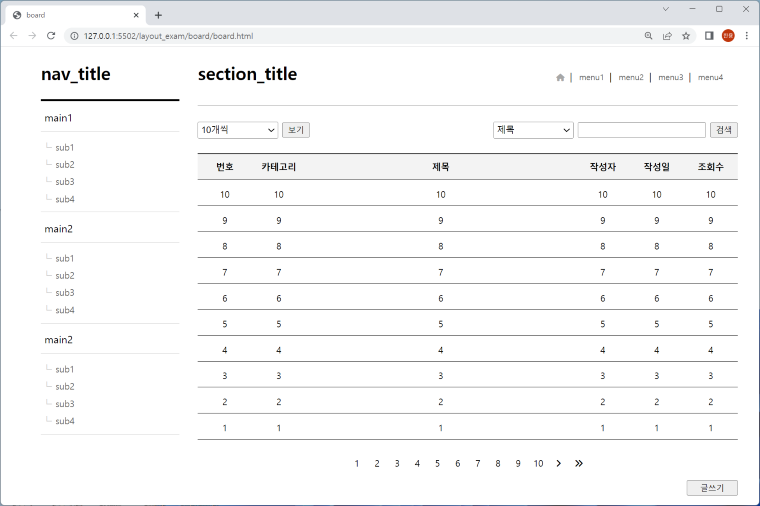 board
127.0.0.1:5502/layout_exam/board/board.html
nav_title
main1
sub1
sub2
sub3
sub4
main2
sub1
sub2
sub3
sub4
main2
sub1
sub2
sub3
sub4
section_title
| menu1 | menu2 | menu3 | menu4
10개씩 보기 제목 검색
번호 카테고리 제목 작성자 작성일 조회수
10 10 10 10 10 10
9 9 9 9 9 9
8 8 8 8 8 8
7 7 7 7 7 7
6 6 6 6 6 6
5 5 5 5 5 5
4 4 4 4 4 4
3 3 3 3 3 3
2 2 2 2 2 2
1 1 1 1 1 1
1 2 3 4 5 6 7 8 9 10
글쓰기